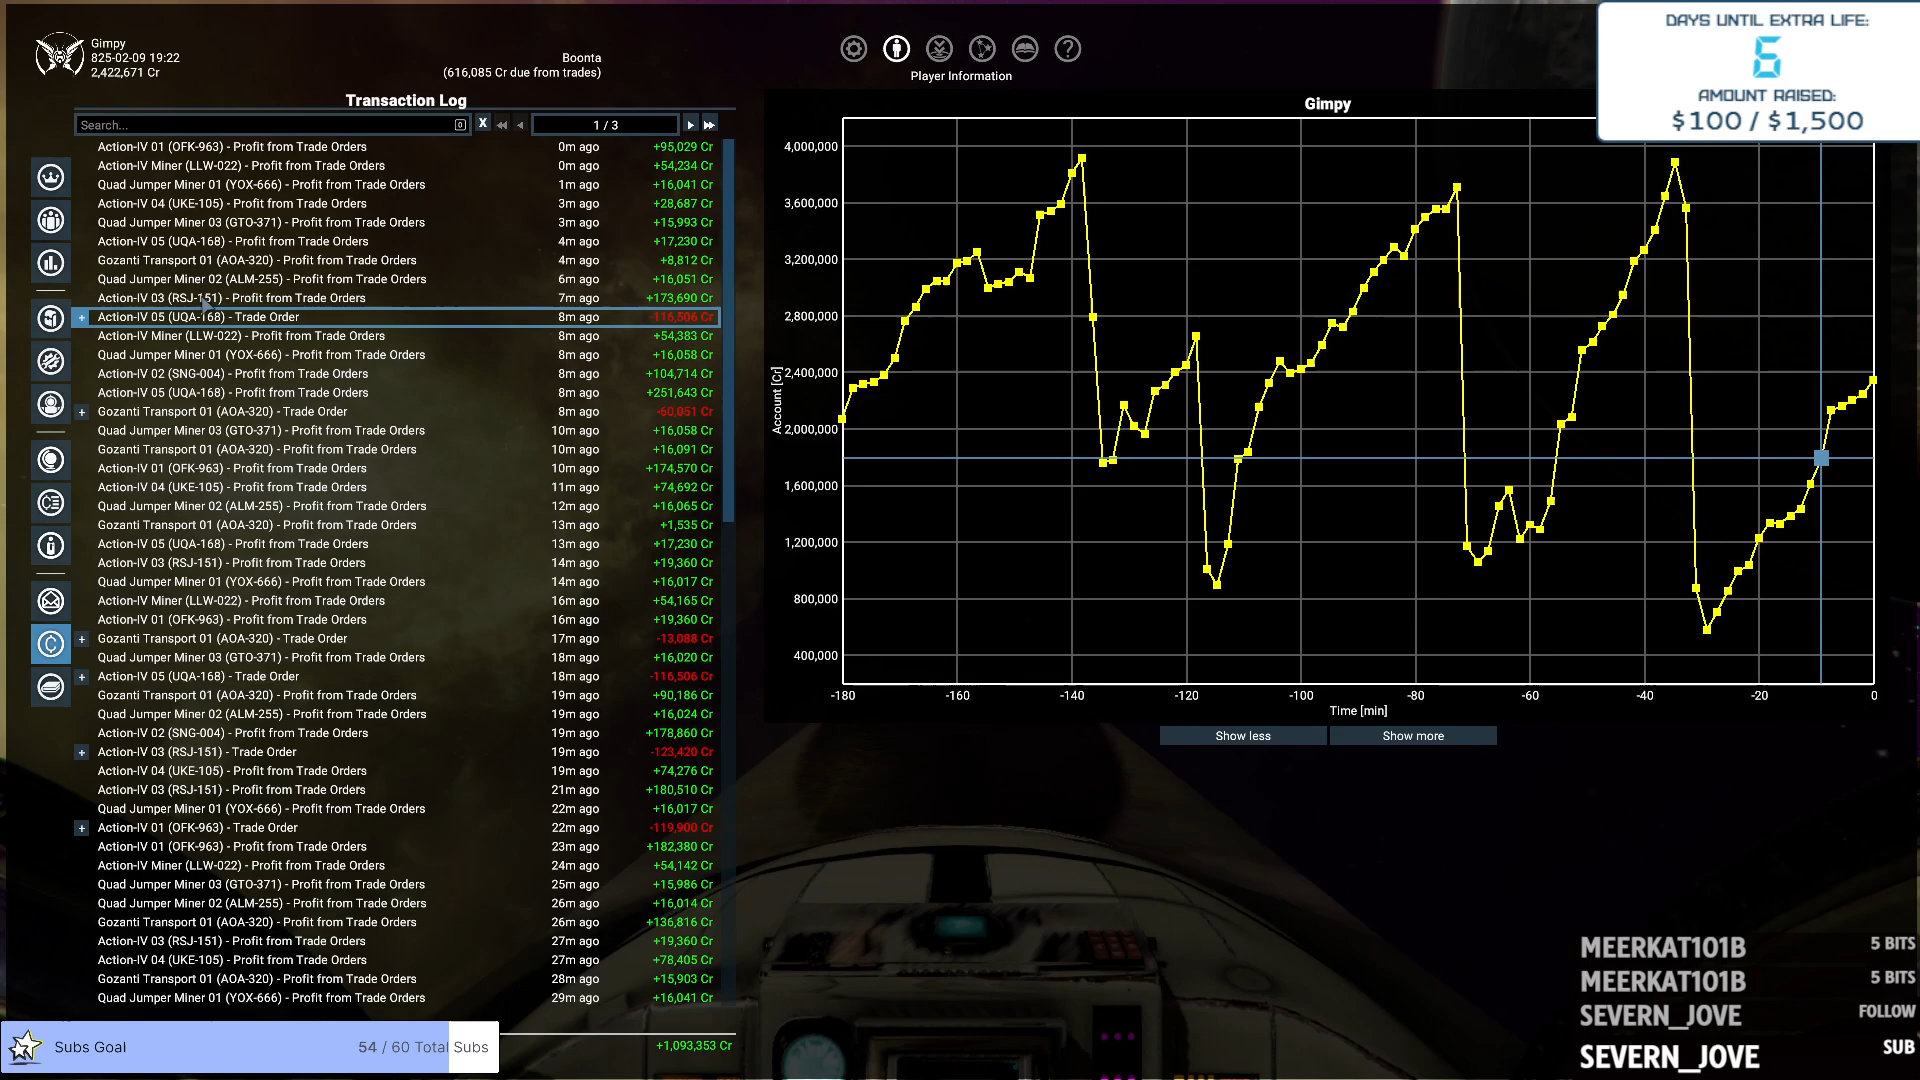 Gimpy
825-02-09 19:22
2,422,671 Cr
Boonta
(616,085 Cr due from trades)
Player Information
DAYS UNTIL EXTRA LIFE:
6
AMOUNT RAISED:
$100 / $1,500
Transaction Log
Search...
0
X
1 / 3
Action-IV 01 (OFK-963) - Profit from Trade Orders 0m ago +95,029 Cr
Action-IV Miner (LLW-022) - Profit from Trade Orders 0m ago +54,234 Cr
Quad Jumper Miner 01 (YOX-666) - Profit from Trade Orders 1m ago +16,041 Cr
Action-IV 04 (UKE-105) - Profit from Trade Orders 3m ago +28,687 Cr
Quad Jumper Miner 03 (GTO-371) - Profit from Trade Orders 3m ago +15,993 Cr
Action-IV 05 (UQA-168) - Profit from Trade Orders 4m ago +17,230 Cr
Gozanti Transport 01 (AOA-320) - Profit from Trade Orders 4m ago +8,812 Cr
Quad Jumper Miner 02 (ALM-255) - Profit from Trade Orders 6m ago +16,051 Cr
Action-IV 03 (RSJ-151) - Profit from Trade Orders 7m ago +173,690 Cr
+ Action-IV 05 (UQA-168) - Trade Order 8m ago -116,506 Cr
Action-IV Miner (LLW-022) - Profit from Trade Orders 8m ago +54,383 Cr
Quad Jumper Miner 01 (YOX-666) - Profit from Trade Orders 8m ago +16,058 Cr
Action-IV 02 (SNG-004) - Profit from Trade Orders 8m ago +104,714 Cr
Action-IV 05 (UQA-168) - Profit from Trade Orders 8m ago +251,643 Cr
+ Gozanti Transport 01 (AOA-320) - Trade Order 8m ago -60,051 Cr
Quad Jumper Miner 03 (GTO-371) - Profit from Trade Orders 10m ago +16,058 Cr
Gozanti Transport 01 (AOA-320) - Profit from Trade Orders 10m ago +16,091 Cr
Action-IV 01 (OFK-963) - Profit from Trade Orders 10m ago +174,570 Cr
Action-IV 04 (UKE-105) - Profit from Trade Orders 11m ago +74,692 Cr
Quad Jumper Miner 02 (ALM-255) - Profit from Trade Orders 12m ago +16,065 Cr
Gozanti Transport 01 (AOA-320) - Profit from Trade Orders 13m ago +1,535 Cr
Action-IV 05 (UQA-168) - Profit from Trade Orders 13m ago +17,230 Cr
Action-IV 03 (RSJ-151) - Profit from Trade Orders 14m ago +19,360 Cr
Quad Jumper Miner 01 (YOX-666) - Profit from Trade Orders 14m ago +16,017 Cr
Action-IV Miner (LLW-022) - Profit from Trade Orders 16m ago +54,165 Cr
Action-IV 01 (OFK-963) - Profit from Trade Orders 16m ago +19,360 Cr
+ Gozanti Transport 01 (AOA-320) - Trade Order 17m ago -13,088 Cr
Quad Jumper Miner 03 (GTO-371) - Profit from Trade Orders 18m ago +16,020 Cr
+ Action-IV 05 (UQA-168) - Trade Order 18m ago -116,506 Cr
Gozanti Transport 01 (AOA-320) - Profit from Trade Orders 19m ago +90,186 Cr
Quad Jumper Miner 02 (ALM-255) - Profit from Trade Orders 19m ago +16,024 Cr
Action-IV 02 (SNG-004) - Profit from Trade Orders 19m ago +178,860 Cr
+ Action-IV 03 (RSJ-151) - Trade Order 19m ago -123,420 Cr
Action-IV 04 (UKE-105) - Profit from Trade Orders 19m ago +74,276 Cr
Action-IV 03 (RSJ-151) - Profit from Trade Orders 21m ago +180,510 Cr
Quad Jumper Miner 01 (YOX-666) - Profit from Trade Orders 22m ago +16,017 Cr
+ Action-IV 01 (OFK-963) - Trade Order 22m ago -119,900 Cr
Action-IV 01 (OFK-963) - Profit from Trade Orders 23m ago +182,380 Cr
Action-IV Miner (LLW-022) - Profit from Trade Orders 24m ago +54,142 Cr
Quad Jumper Miner 03 (GTO-371) - Profit from Trade Orders 25m ago +15,986 Cr
Quad Jumper Miner 02 (ALM-255) - Profit from Trade Orders 26m ago +16,014 Cr
Gozanti Transport 01 (AOA-320) - Profit from Trade Orders 26m ago +136,816 Cr
Action-IV 03 (RSJ-151) - Profit from Trade Orders 27m ago +19,360 Cr
Action-IV 04 (UKE-105) - Profit from Trade Orders 27m ago +78,405 Cr
Gozanti Transport 01 (AOA-320) - Profit from Trade Orders 28m ago +15,903 Cr
Quad Jumper Miner 01 (YOX-666) - Profit from Trade Orders 29m ago +16,041 Cr
+1,093,353 Cr
Subs Goal 54 / 60 Total Subs
Gimpy
4,000,000
3,600,000
3,200,000
2,800,000
2,400,000
2,000,000
1,600,000
1,200,000
800,000
400,000
Account [Cr]
-180 -160 -140 -120 -100 -80 -60 -40 -20 0
Time [min]
Show less
Show more
MEERKAT101B 5 BITS
MEERKAT101B 5 BITS
SEVERN_JOVE FOLLOW
SEVERN_JOVE SUB